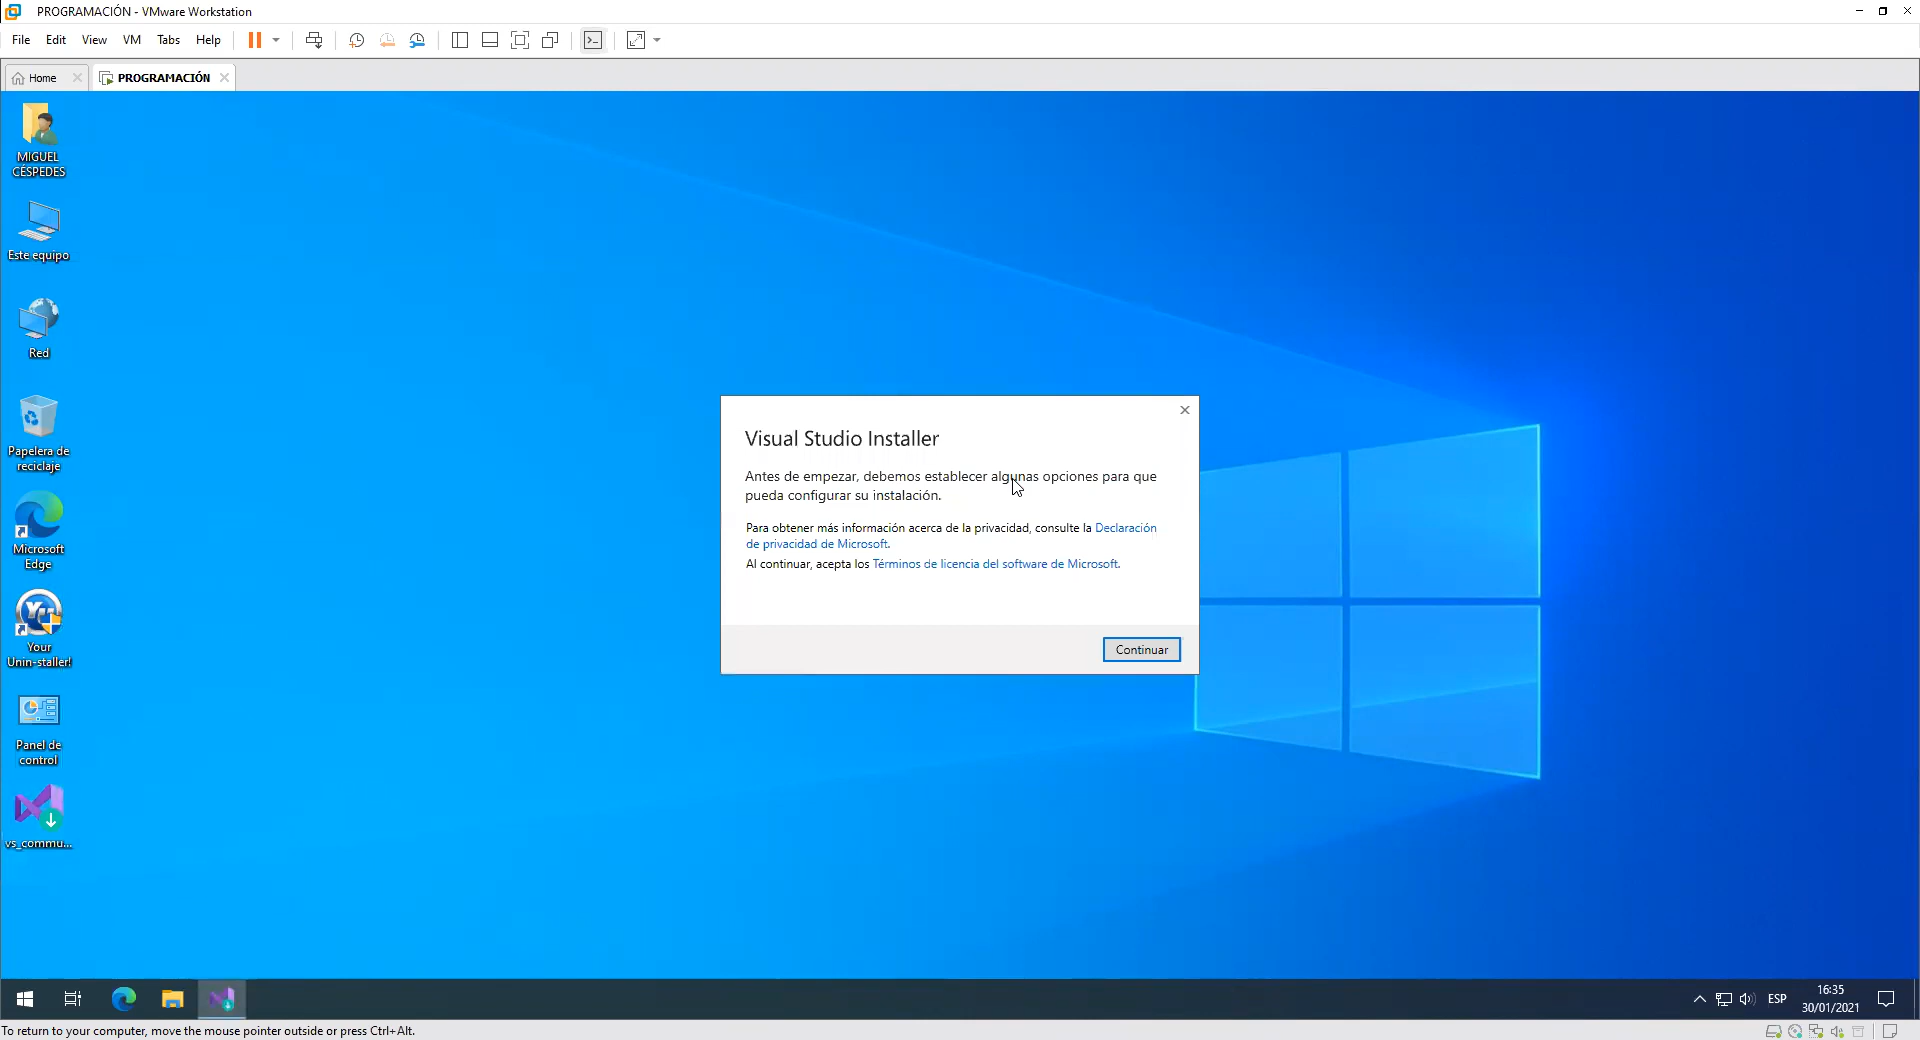 PROGRAMACIÓN - VMware Workstation
File Edit View VM Tabs Help
Home
PROGRAMACIÓN
MIGUEL
CÉSPEDES
Este equipo
Red
Papelera de
reciclaje
Microsoft
Edge
Your
Unin-staller!
Panel de
control
vs_commu...
Visual Studio Installer
Antes de empezar, debemos establecer algunas opciones para que
pueda configurar su instalación.
Para obtener más información acerca de la privacidad, consulte la Declaración
de privacidad de Microsoft.
Al continuar, acepta los Términos de licencia del software de Microsoft.
Continuar
ESP
16:35
30/01/2021
To return to your computer, move the mouse pointer outside or press Ctrl+Alt.